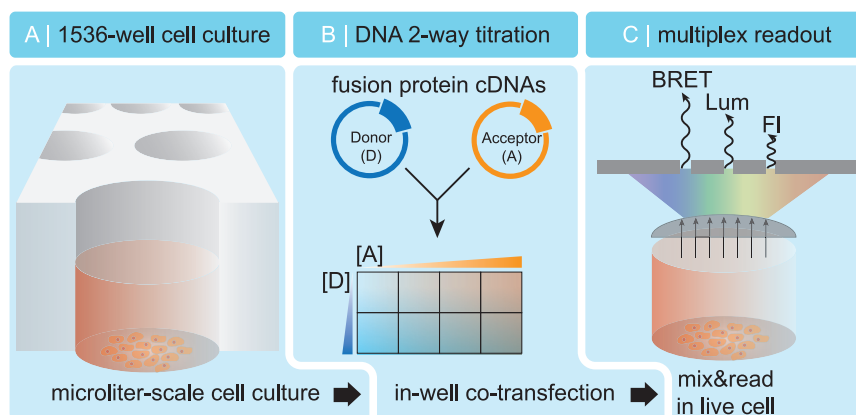 A | 1536-well cell culture
B | DNA 2-way titration
C | multiplex readout
fusion protein cDNAs
Donor
(D)
Acceptor
(A)
[A]
[D]
BRET
Lum
Fl
microliter-scale cell culture
in-well co-transfection
mix&read
in live cell